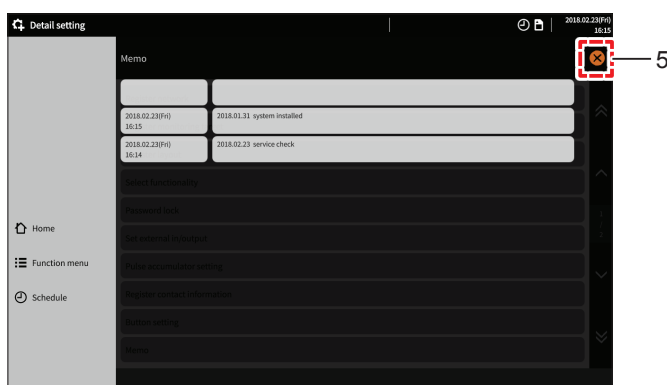 Detail setting
2018.02.23(Fri)
16:15
Memo
5
2018.02.23(Fri)
16:15
2018.01.31 system installed
2018.02.23(Fri)
16:14
2018.02.23 service check
Select functionality
Password lock
Set external in/output
Pulse accumulator setting
Register contact information
Button setting
Memo
Home
Function menu
Schedule